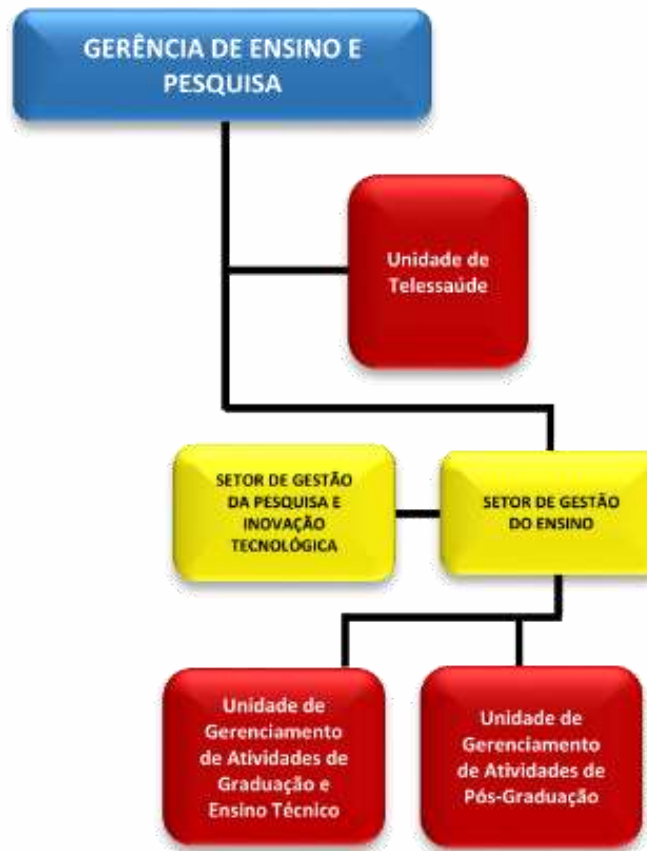 GERÊNCIA DE ENSINO E
PESQUISA
Unidade de
Telessaúde
SETOR DE GESTÃO
DA PESQUISA E
INOVAÇÃO
TECNOLÓGICA
SETOR DE GESTÃO
DO ENSINO
Unidade de
Gerenciamento
de Atividades de
Graduação e
Ensino Técnico
Unidade de
Gerenciamento
de Atividades de
Pós-Graduação